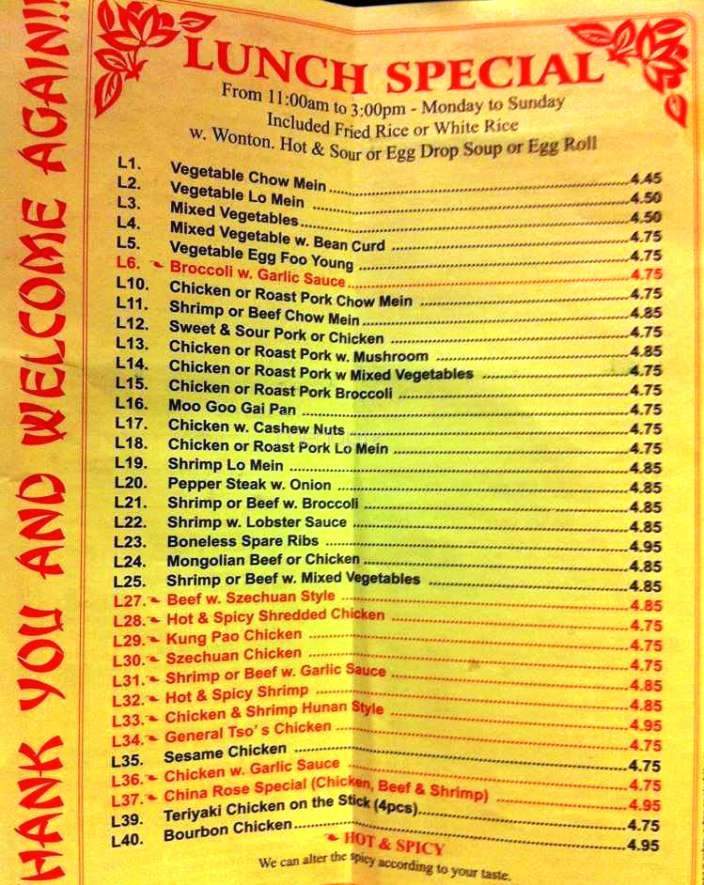 HANK YOU AND WELCOME AGAIN!!
LUNCH SPECIAL
From 11:00am to 3:00pm - Monday to Sunday
Included Fried Rice or White Rice
w. Wonton. Hot & Sour or Egg Drop Soup or Egg Roll
L1. Vegetable Chow Mein 4.45
L2. Vegetable Lo Mein 4.50
L3. Mixed Vegetables 4.50
L4. Mixed Vegetable w. Bean Curd 4.75
L5. Vegetable Egg Foo Young 4.75
L6. Broccoli w. Garlic Sauce 4.75
L10. Chicken or Roast Pork Chow Mein 4.75
L11. Shrimp or Beef Chow Mein 4.85
L12. Sweet & Sour Pork or Chicken 4.75
L13. Chicken or Roast Pork w. Mushroom 4.85
L14. Chicken or Roast Pork w Mixed Vegetables 4.75
L15. Chicken or Roast Pork Broccoli 4.75
L16. Moo Goo Gai Pan 4.75
L17. Chicken w. Cashew Nuts 4.75
L18. Chicken or Roast Pork Lo Mein 4.75
L19. Shrimp Lo Mein 4.85
L20. Pepper Steak w. Onion 4.85
L21. Shrimp or Beef w. Broccoli 4.85
L22. Shrimp w. Lobster Sauce 4.85
L23. Boneless Spare Ribs 4.95
L24. Mongolian Beef or Chicken 4.85
L25. Shrimp or Beef w. Mixed Vegetables 4.85
L27. Beef w. Szechuan Style 4.85
L28. Hot & Spicy Shredded Chicken 4.75
L29. Kung Pao Chicken 4.75
L30. Szechuan Chicken 4.75
L31. Shrimp or Beef w. Garlic Sauce 4.85
L32. Hot & Spicy Shrimp 4.85
L33. Chicken & Shrimp Hunan Style 4.95
L34. General Tso's Chicken 4.75
L35. Sesame Chicken 4.75
L36. Chicken w. Garlic Sauce 4.75
L37. China Rose Special (Chicken, Beef & Shrimp) 4.95
L39. Teriyaki Chicken on the Stick (4pcs) 4.75
L40. Bourbon Chicken 4.95
HOT & SPICY
We can alter the spicy according to your taste.